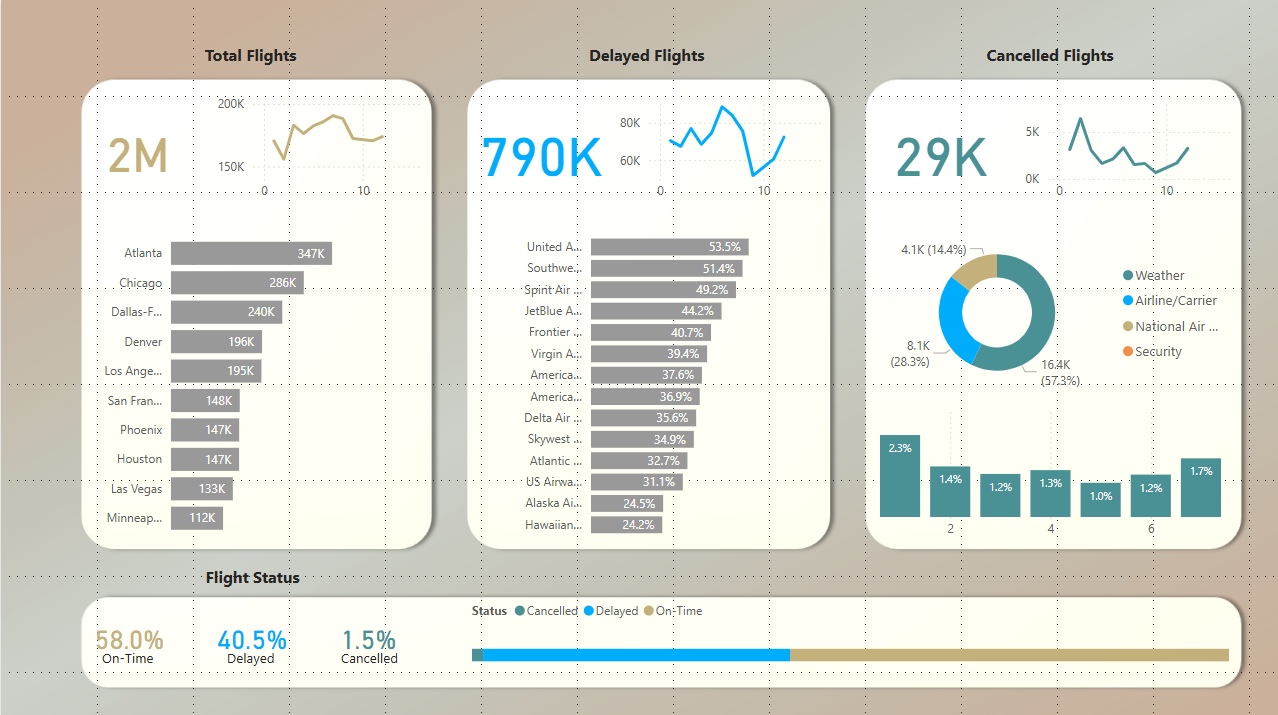 Total Flights
2M
200K
150K
0 10
Atlanta 347K
Chicago 286K
Dallas-F... 240K
Denver 196K
Los Ange... 195K
San Fran... 148K
Phoenix 147K
Houston 147K
Las Vegas 133K
Minneap... 112K
Delayed Flights
790K
80K
60K
0 10
United A... 53.5%
Southwe... 51.4%
Spirit Air ... 49.2%
JetBlue A... 44.2%
Frontier ... 40.7%
Virgin A... 39.4%
America... 37.6%
America... 36.9%
Delta Air ... 35.6%
Skywest ... 34.9%
Atlantic ... 32.7%
US Airwa... 31.1%
Alaska Ai... 24.5%
Hawaiian... 24.2%
Cancelled Flights
29K
5K
0K
0 10
4.1K (14.4%)
8.1K
(28.3%)
16.4K
(57.3%)
Weather
Airline/Carrier
National Air ...
Security
2.3% 1.4% 1.2% 1.3% 1.0% 1.2% 1.7%
2 4 6
Flight Status
58.0%
On-Time
40.5%
Delayed
1.5%
Cancelled
Status Cancelled Delayed On-Time